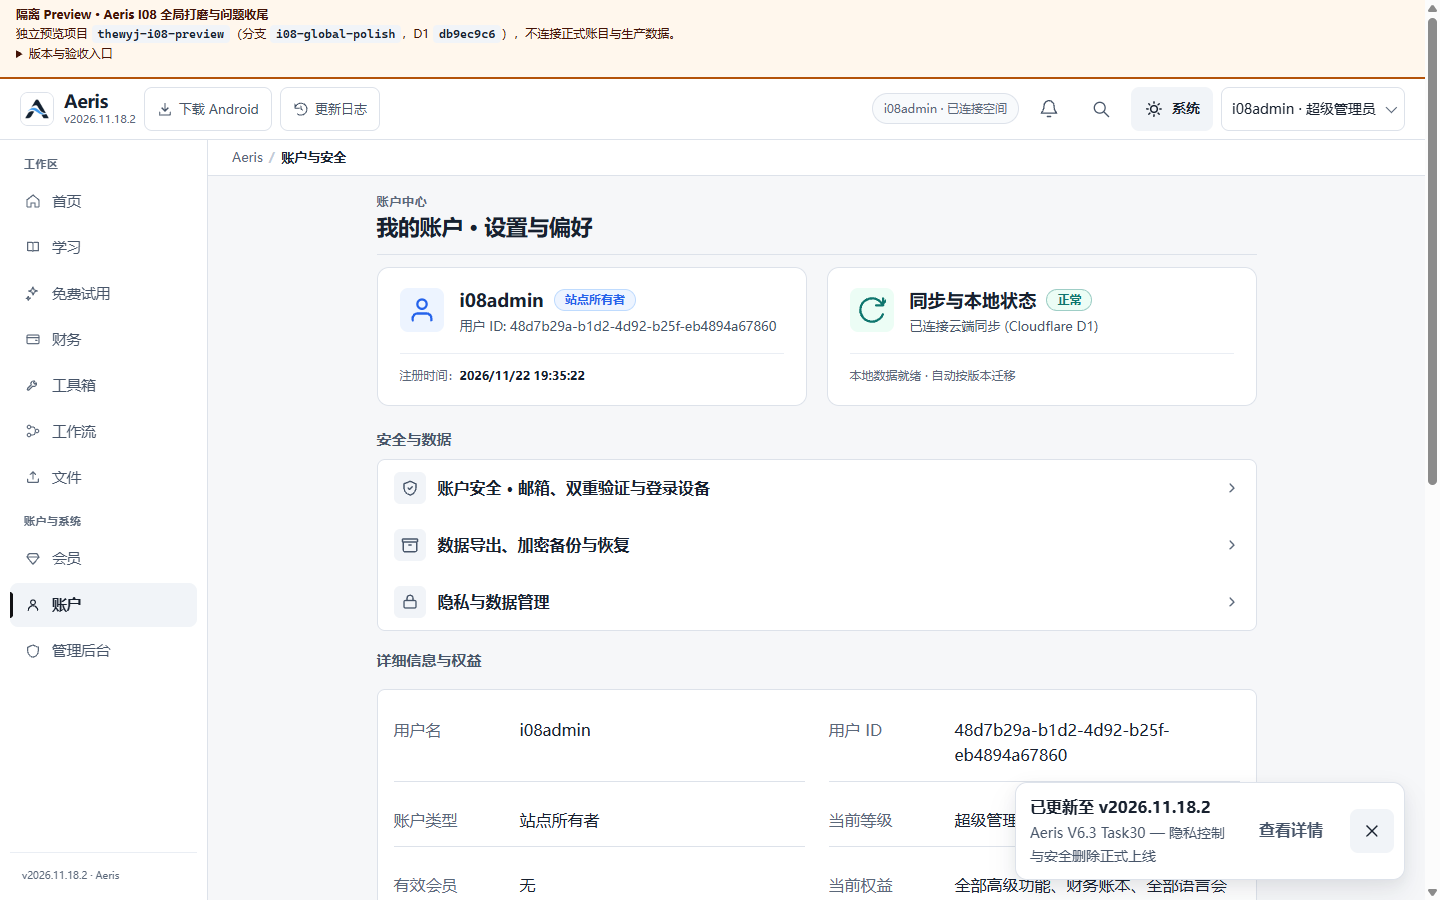 隔离 Preview • Aeris I08 全局打磨与问题收尾
独立预览项目 thewyj-i08-preview （分支 i08-global-polish ，D1 db9ec9c6 ），不连接正式账目与生产数据。
▶ 版本与验收入口
Aeris
v2026.11.18.2
下载 Android
更新日志
i08admin · 已连接空间
系统
i08admin · 超级管理员
工作区
首页
学习
免费试用
财务
工具箱
工作流
文件
账户与系统
会员
账户
管理后台
v2026.11.18.2 · Aeris
Aeris / 账户与安全
账户中心
我的账户 • 设置与偏好
i08admin 站点所有者
用户 ID: 48d7b29a-b1d2-4d92-b25f-eb4894a67860
注册时间: 2026/11/22 19:35:22
同步与本地状态 正常
已连接云端同步 (Cloudflare D1)
本地数据就绪 · 自动按版本迁移
安全与数据
账户安全 • 邮箱、双重验证与登录设备
数据导出、加密备份与恢复
隐私与数据管理
详细信息与权益
用户名 i08admin
用户 ID 48d7b29a-b1d2-4d92-b25f-
eb4894a67860
账户类型 站点所有者
当前等级 超级管理
有效会员 无
当前权益 全部高级功能、财务账本、全部语言会
已更新至 v2026.11.18.2
Aeris V6.3 Task30 — 隐私控制
与安全删除正式上线
查看详情